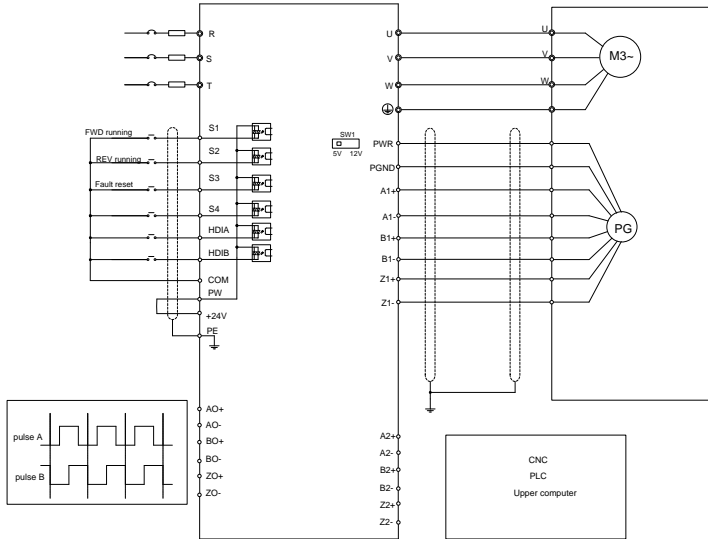 R
S
T
FWD running
S1
REV running
S2
Fault reset
S3
S4
HDIA
HDIB
COM
PW
+24V
PE
U
V
W
SW1
5V 12V
PWR
PGND
A1+
A1-
B1+
B1-
Z1+
Z1-
U
V
W
M3~
PG
pulse A
pulse B
AO+
AO-
BO+
BO-
ZO+
ZO-
A2+
A2-
B2+
B2-
Z2+
Z2-
CNC
PLC
Upper computer